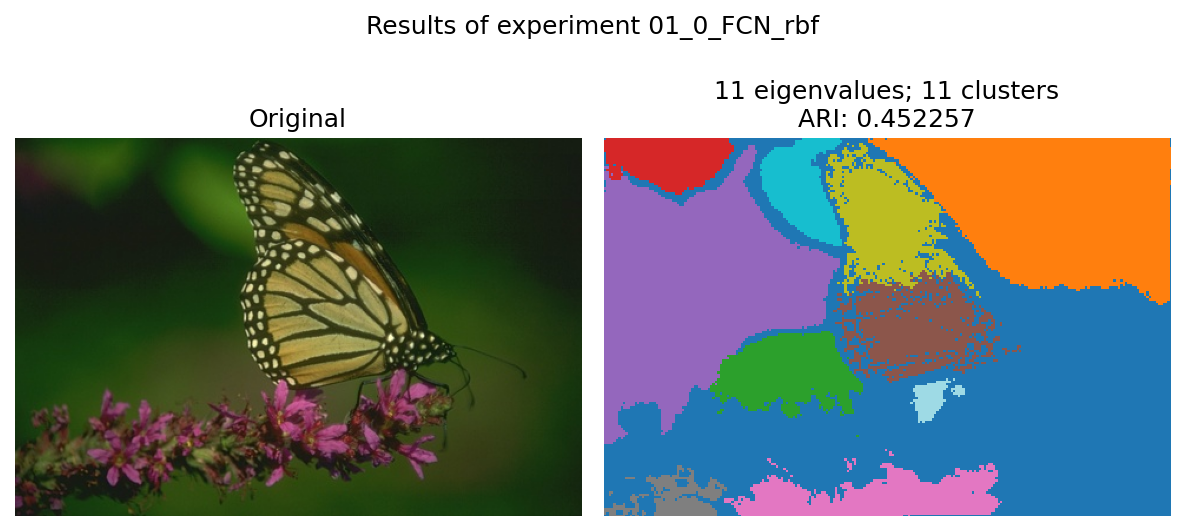 Results of experiment 01_0_FCN_rbf
Original
11 eigenvalues; 11 clusters
ARI: 0.452257